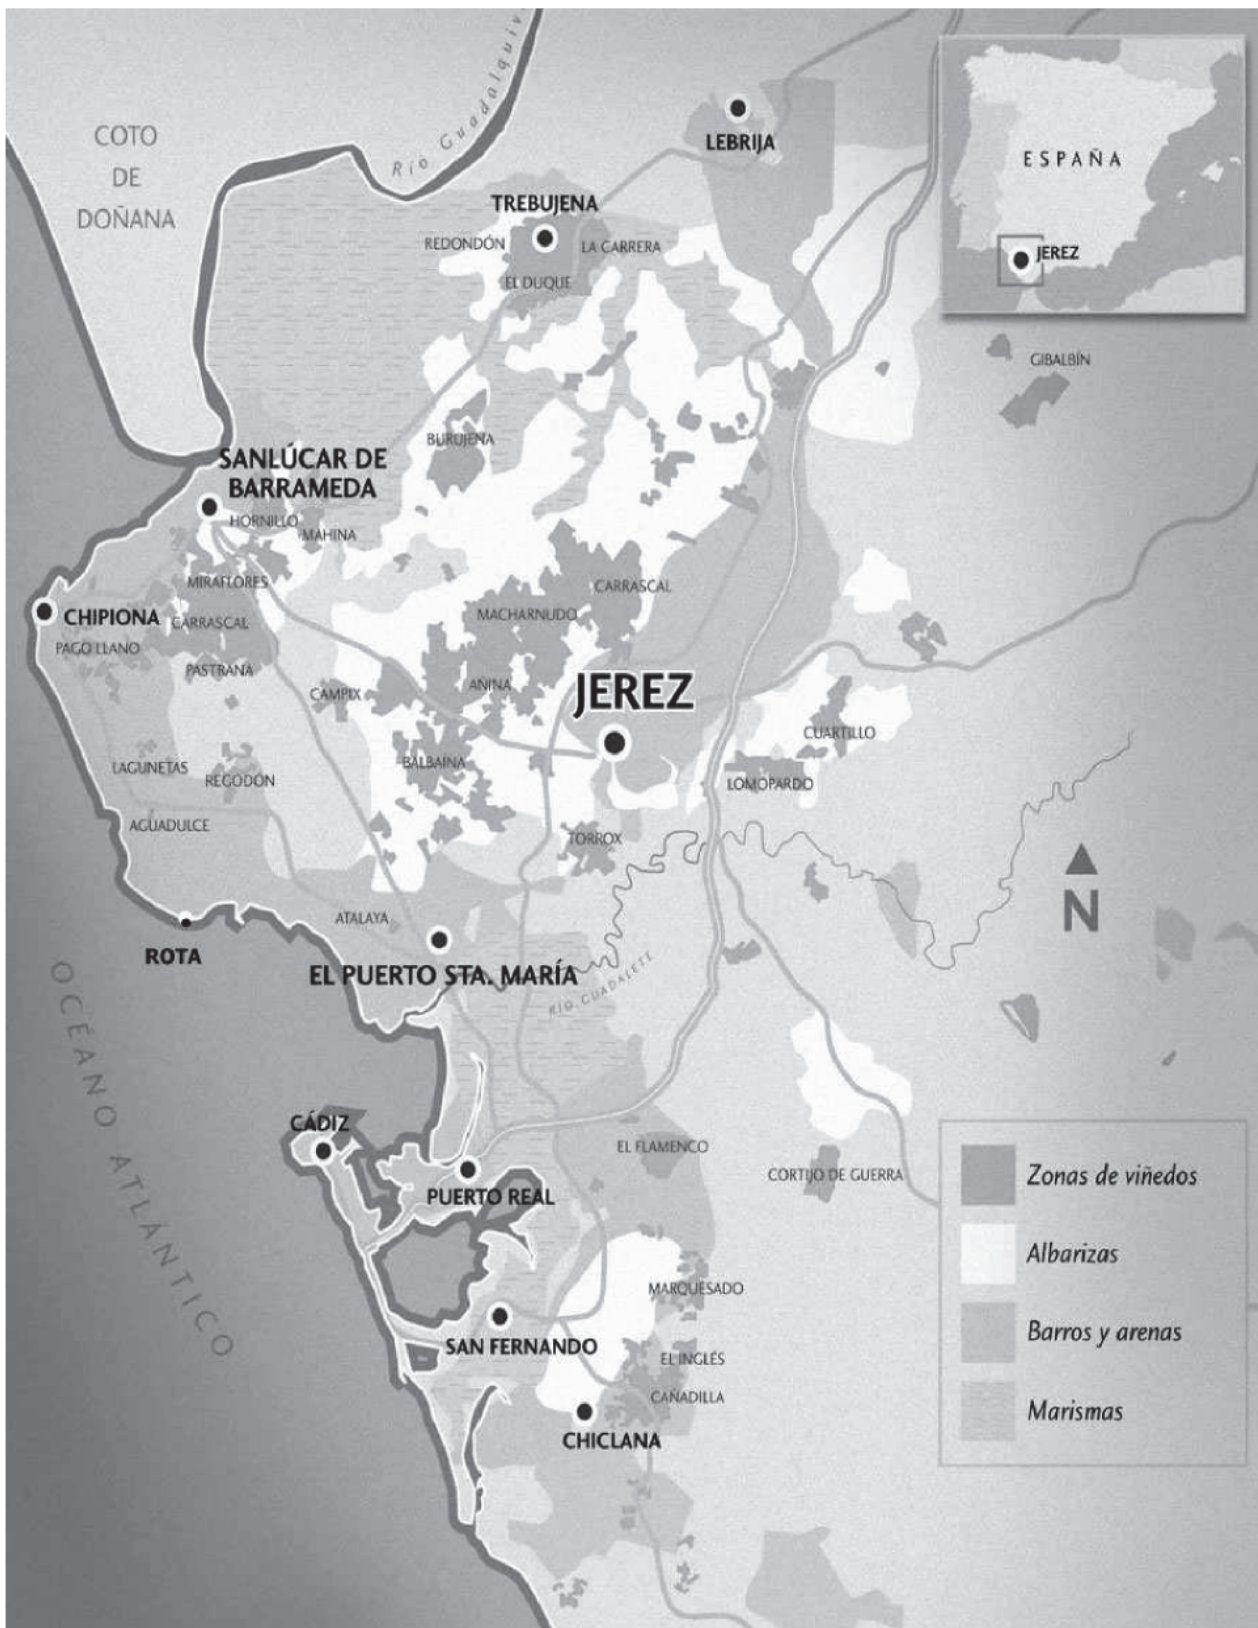 COTO
DE
DOÑANA
Río Guadalquiv
LEBRIJA
ESPAÑA
JEREZ
TREBUJENA
REDONDÓN
LA CARRERA
EL DUQUE
GIBALBÍN
BURUJENA
SANLÚCAR DE
BARRAMEDA
HORNILLO
MAHINA
MIRAFLORES
CARRASCAL
MACHARNUDO
CHIPIONA
CARRASCAL
PAGO LLANO
PASTRANA
CAMPIX
AÑINA
JEREZ
CUARTILLO
LAGUNETAS
REGODÓN
BALBAÍNA
LOMOPARDO
AGUADULCE
TORROX
N
ATALAYA
ROTA
EL PUERTO STA. MARÍA
RÍO GUADALETE
OCÉANO ATLÁNTICO
CÁDIZ
EL FLAMENCO
CORTIJO DE GUERRA
PUERTO REAL
MARQUESADO
SAN FERNANDO
EL INGLÉS
CAÑADILLA
CHICLANA
Zonas de viñedos
Albarizas
Barros y arenas
Marismas